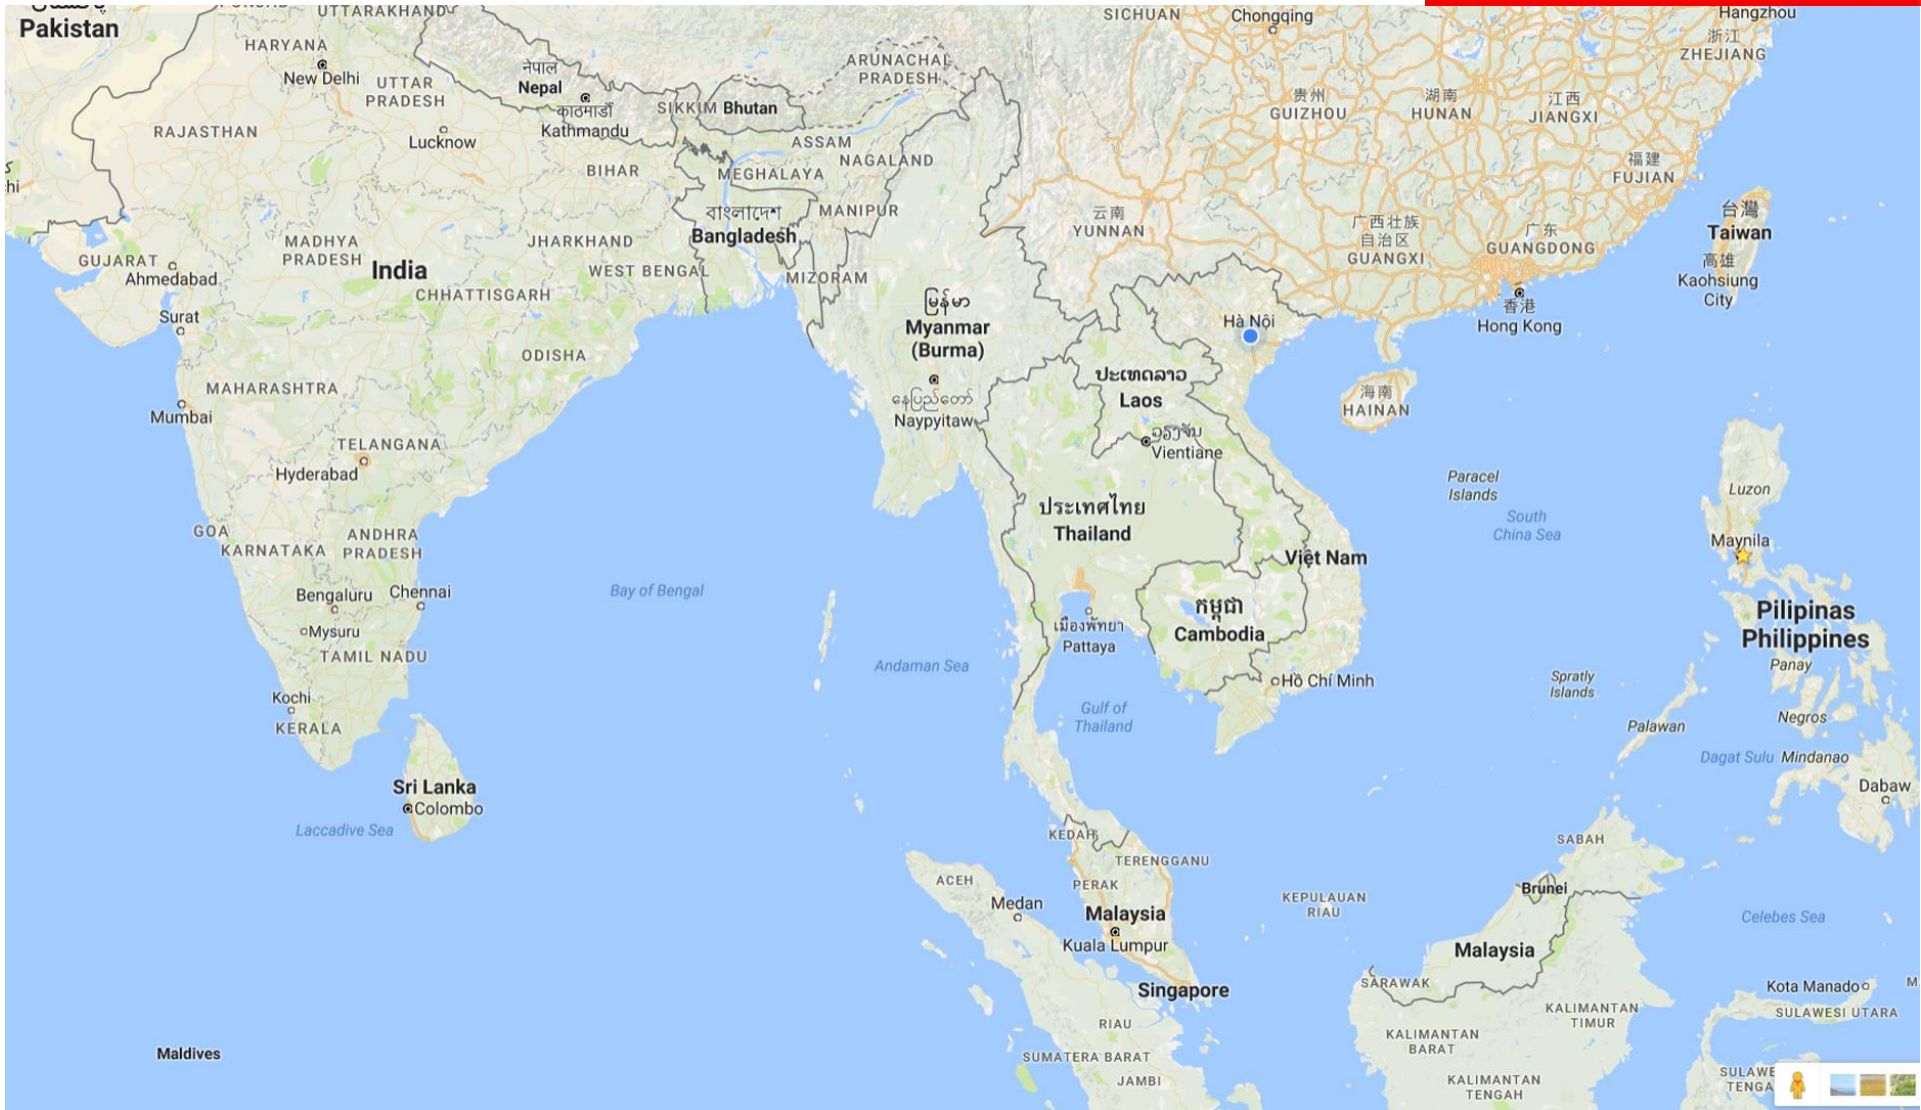 Pakistan
UTTARAKHAND
SICHUAN
Chongqing
Hangzhou
浙江
ZHEJIANG
HARYANA
New Delhi
UTTAR
PRADESH
नेपाल
Nepal
काठमाडौँ
Kathmandu
SIKKIM
Bhutan
ARUNACHAL
PRADESH
贵州
GUIZHOU
湖南
HUNAN
江西
JIANGXI
RAJASTHAN
Lucknow
BIHAR
ASSAM
NAGALAND
MEGHALAYA
福建
FUJIAN
hi
বাংলাদেশ
Bangladesh
MANIPUR
云南
YUNNAN
广西壮族
自治区
GUANGXI
广东
GUANGDONG
台灣
Taiwan
高雄
Kaohsiung
City
GUJARAT
Ahmedabad
MADHYA
PRADESH
India
JHARKHAND
WEST BENGAL
MIZORAM
CHHATTISGARH
မြန်မာ
Myanmar
(Burma)
Hà Nội
香港
Hong Kong
Surat
ODISHA
MAHARASHTRA
Mumbai
နေပြည်တော်
Naypyitaw
ປະເທດລາວ
Laos
海南
HAINAN
TELANGANA
Hyderabad
ວຽງຈັນ
Vientiane
Paracel
Islands
South
China Sea
Luzon
Maynila
GOA
KARNATAKA
ANDHRA
PRADESH
ประเทศไทย
Thailand
Việt Nam
Bengaluru
Chennai
Bay of Bengal
Mysuru
TAMIL NADU
เมืองพัทยา
Pattaya
កម្ពុជា
Cambodia
Pilipinas
Philippines
Panay
Andaman Sea
Hồ Chí Minh
Spratly
Islands
Kochi
KERALA
Gulf of
Thailand
Palawan
Negros
Dagat Sulu
Mindanao
Dabaw
Sri Lanka
Colombo
Laccadive Sea
KEDAH
TERENGGANU
SABAH
ACEH
PERAK
Medan
Malaysia
Kuala Lumpur
KEPULAUAN
RIAU
Brunei
Celebes Sea
Malaysia
Singapore
SARAWAK
Kota Manado
M
SULAWESI UTARA
RIAU
KALIMANTAN
TIMUR
KALIMANTAN
BARAT
Maldives
SUMATERA BARAT
JAMBI
KALIMANTAN
TENGAH
SULAWE
TENGA